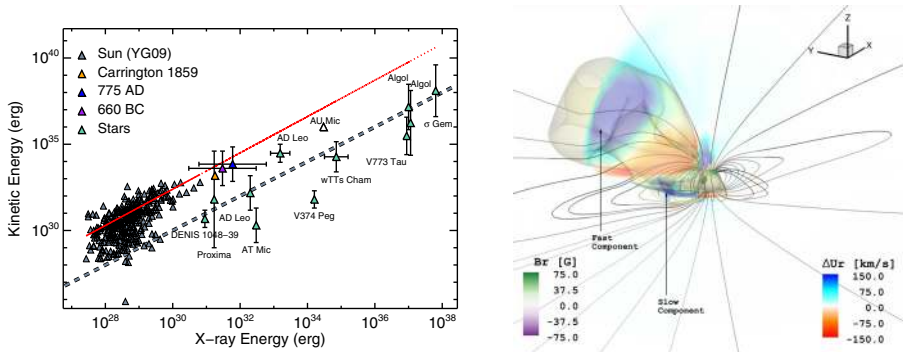 Kinetic Energy (erg)
10^40
10^35
10^30
10^28
10^30
10^32
10^34
10^36
10^38
X-ray Energy (erg)
Sun (YG09)
Carrington 1859
775 AD
660 BC
Stars
Algol
Algol
σ Gem
AU Mic
AD Leo
V773 Tau
wTTs Cham
V374 Peg
AD Leo
DENIS 1048-39
Proxima
AT Mic
Z
Y
X
Fast
Component
Slow
Component
Br [G]
75.0
37.5
0.0
-37.5
-75.0
ΔUr [km/s]
150.0
75.0
0.0
-75.0
-150.0